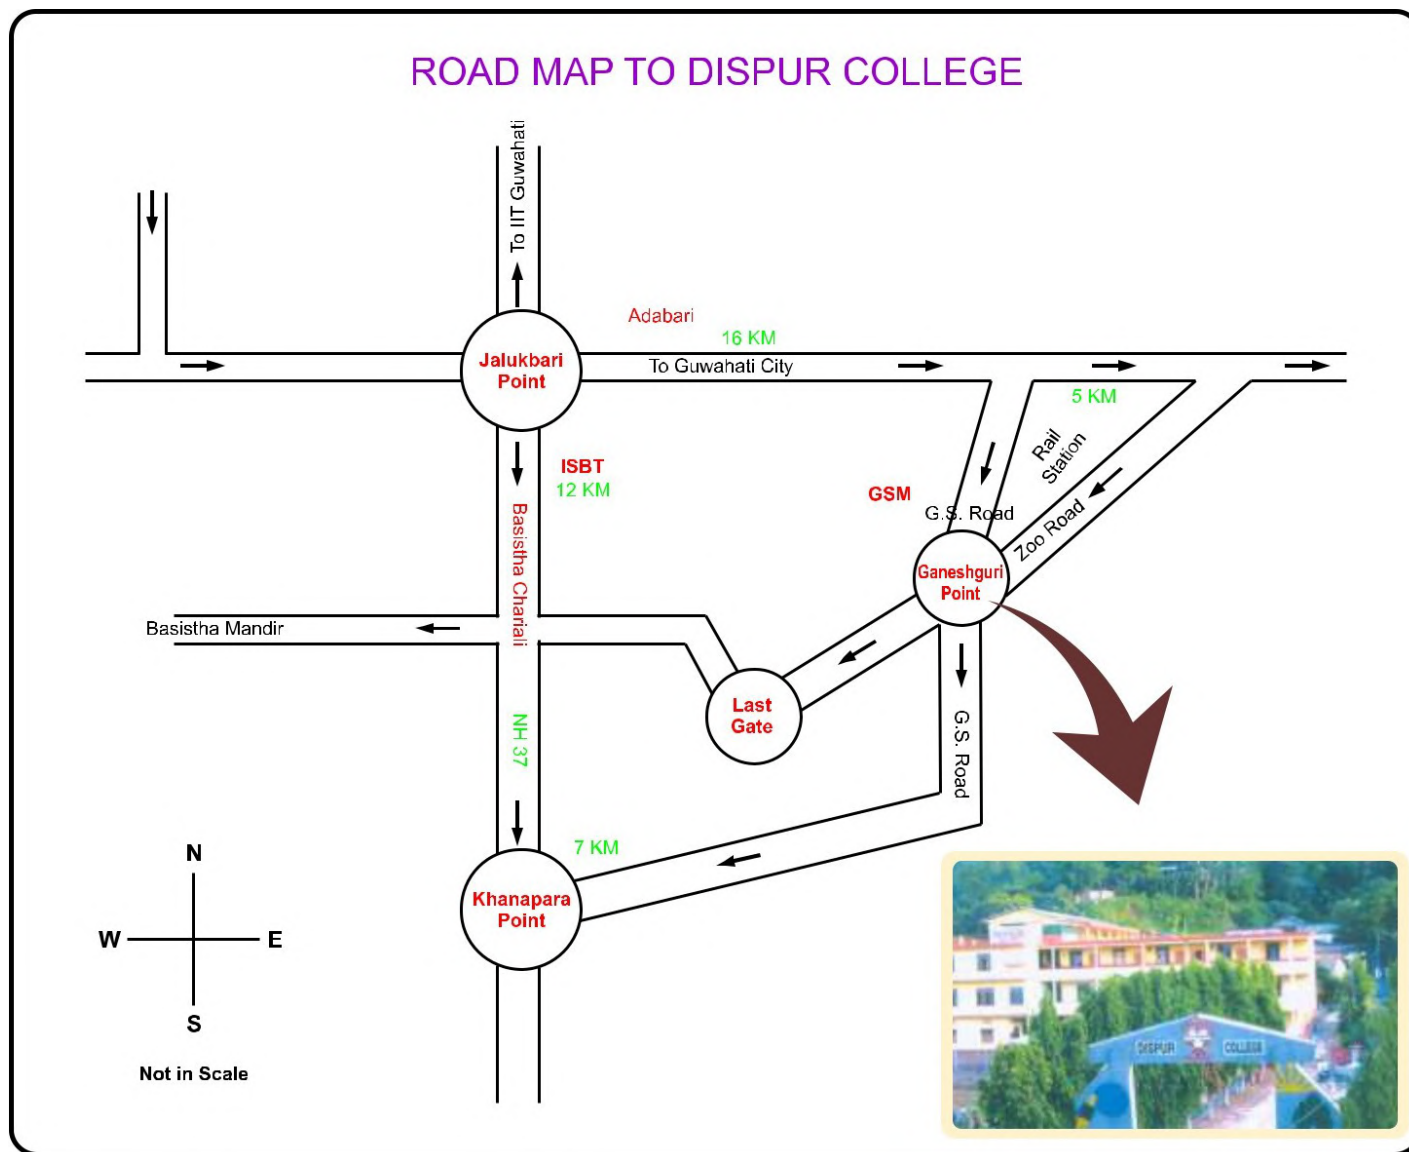 ROAD MAP TO DISPUR COLLEGE
To IIT Guwahati
Adabari
16 KM
Jalukbari
Point
To Guwahati City
5 KM
Rail
Station
ISBT
12 KM
GSM
G.S. Road
Zoo Road
Basistha Chariali
Ganeshguri
Point
Basistha Mandir
Last
Gate
NH 37
G.S. Road
7 KM
Khanapara
Point
N
W
E
S
Not in Scale
DISPUR
COLLEGE